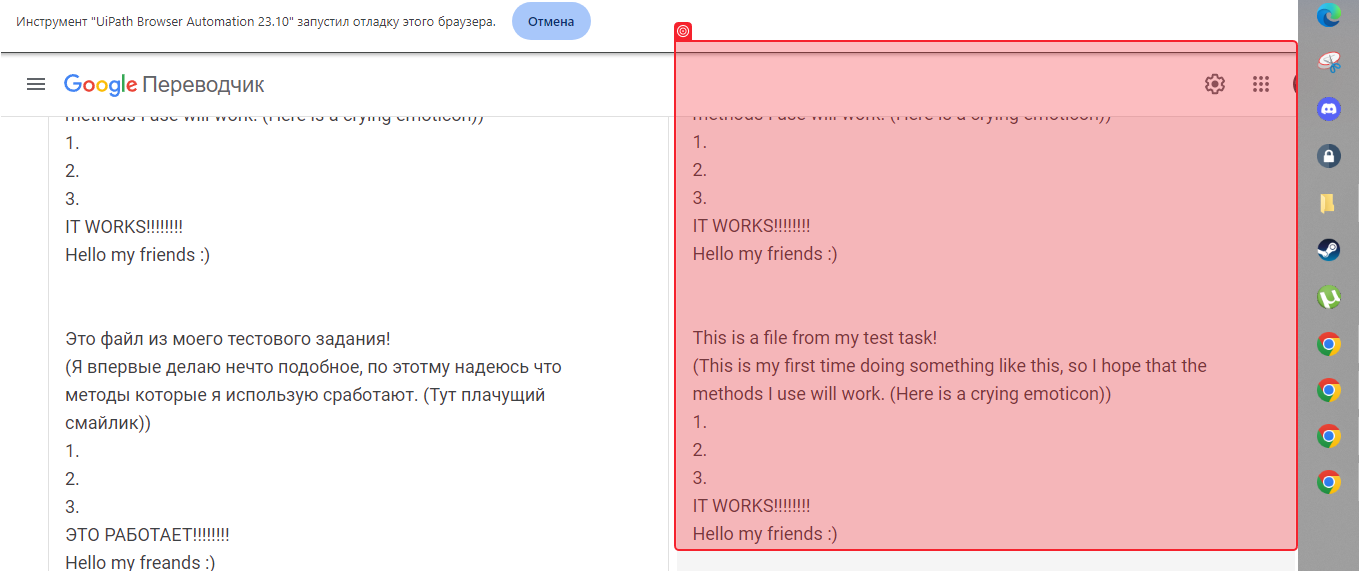 Инструмент "UiPath Browser Automation 23.10" запустил отладку этого браузера.
Отмена
Google Переводчик
methods I use will work. (Here is a crying emoticon))
1.
2.
3.
IT WORKS!!!!!!!!
Hello my friends :)
Это файл из моего тестового задания!
(Я впервые делаю нечто подобное, по этотму надеюсь что
методы которые я использую сработают. (Тут плачущий
смайлик))
1.
2.
3.
ЭТО РАБОТАЕТ!!!!!!!!
Hello my freands :)
methods I use will work. (Here is a crying emoticon))
1.
2.
3.
IT WORKS!!!!!!!!
Hello my friends :)
This is a file from my test task!
(This is my first time doing something like this, so I hope that the
methods I use will work. (Here is a crying emoticon))
1.
2.
3.
IT WORKS!!!!!!!!
Hello my friends :)